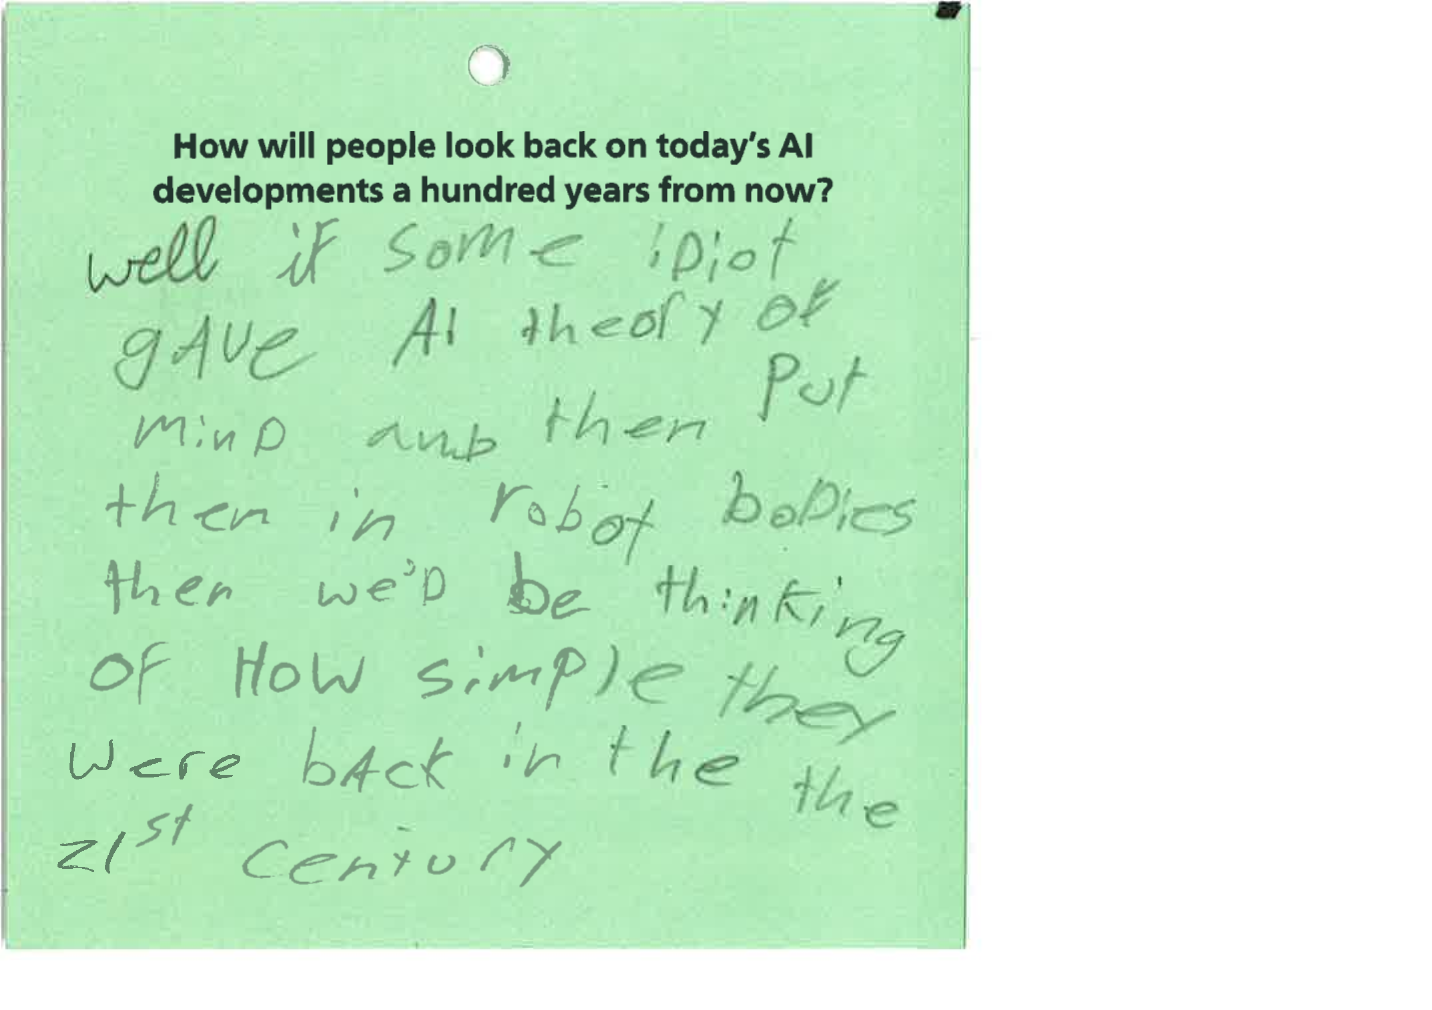 How will people look back on today's AI
developments a hundred years from now?
well if some iDiot
gAve AI theory of
minD anD then Put
then in robot boDies
then we'D be thinking
of How simple they
were bAck in the the
21st century